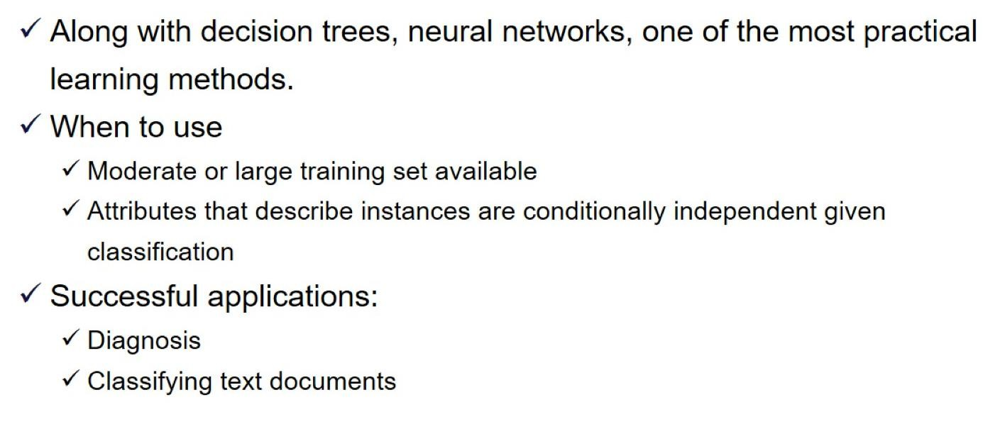 ✓ Along with decision trees, neural networks, one of the most practical
learning methods.
✓ When to use
✓ Moderate or large training set available
✓ Attributes that describe instances are conditionally independent given
classification
✓ Successful applications:
✓ Diagnosis
✓ Classifying text documents